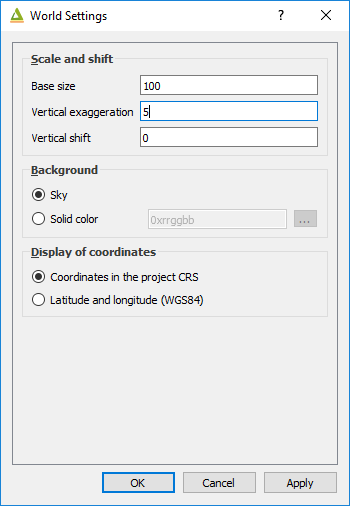 World Settings
?
Scale and shift
Base size 100
Vertical exaggeration 5
Vertical shift 0
Background
Sky
Solid color 0xrrggbb ...
Display of coordinates
Coordinates in the project CRS
Latitude and longitude (WGS84)
OK Cancel Apply